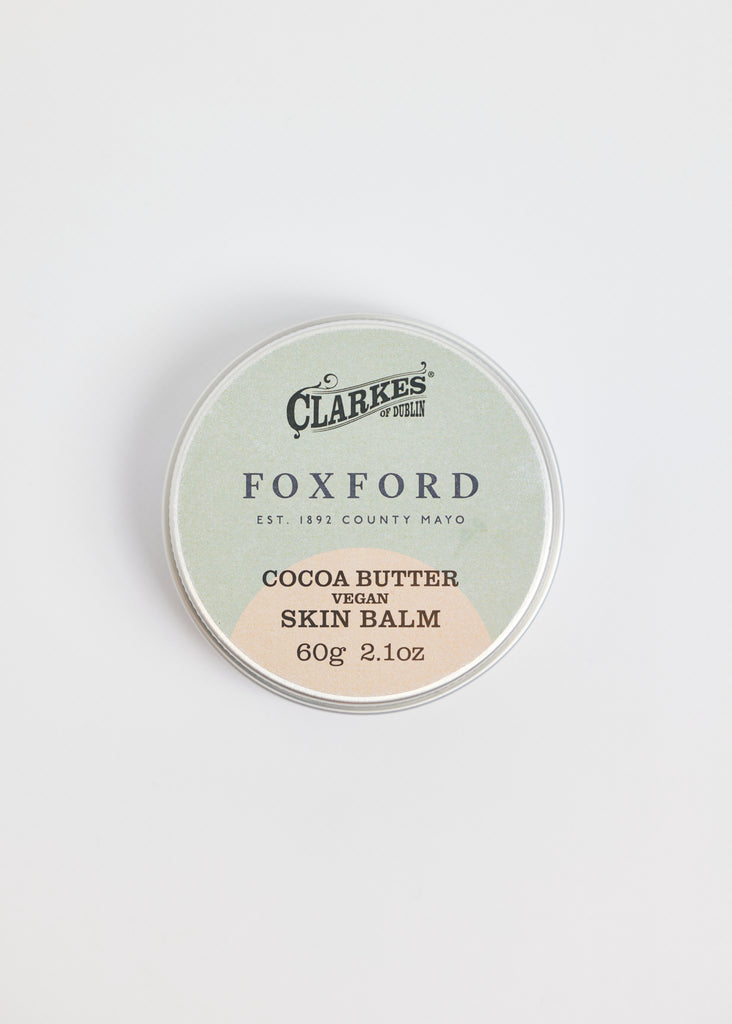 CLARKES®
OF DUBLIN
FOXFORD
EST. 1892 COUNTY MAYO
COCOA BUTTER
VEGAN
SKIN BALM
60g 2.1oz